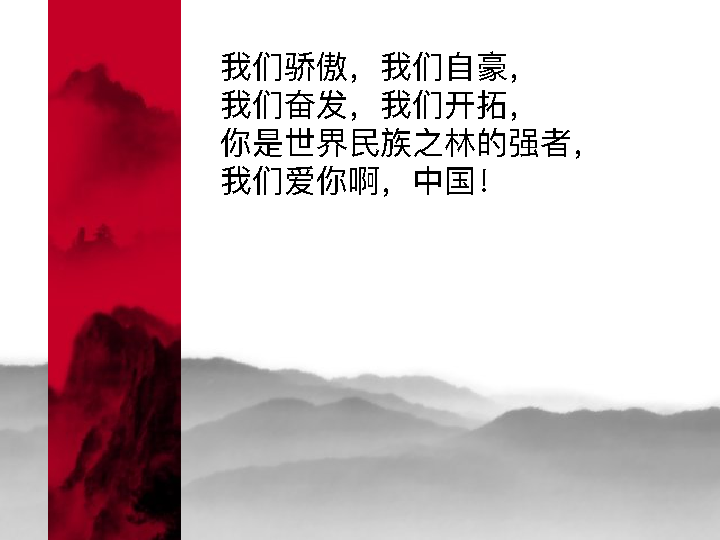 我们骄傲，我们自豪，
我们奋发，我们开拓，
你是世界民族之林的强者，
我们爱你啊，中国！